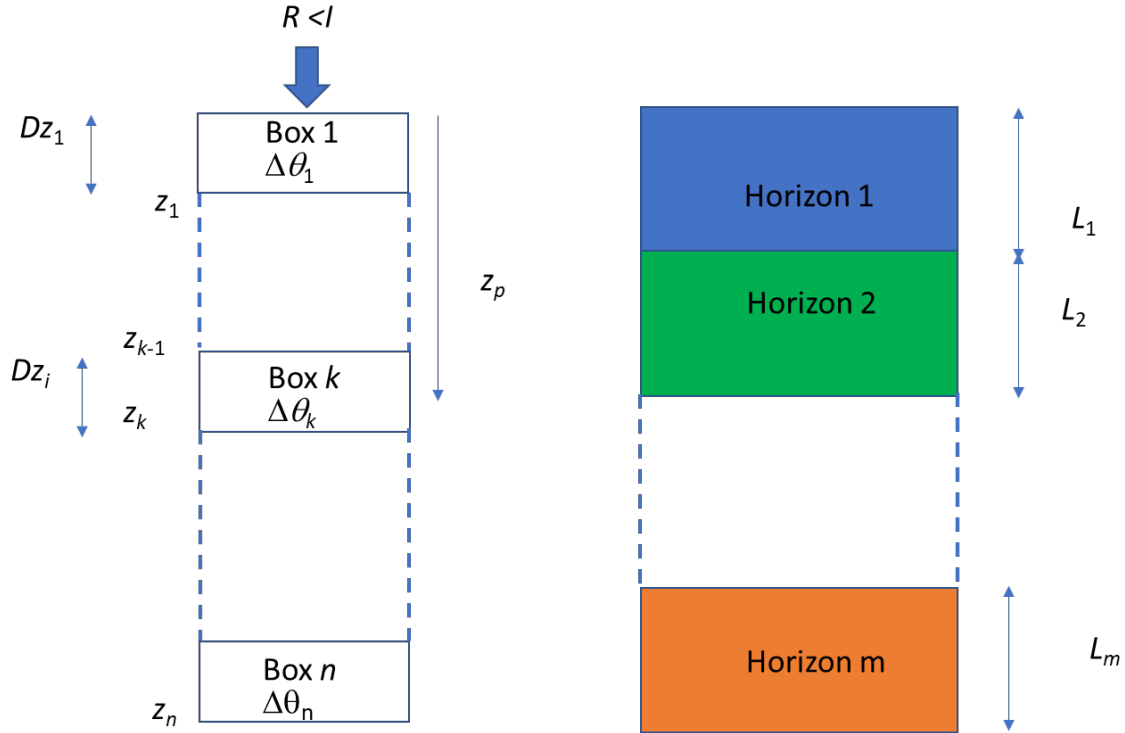 R <I
Dz₁
Box 1
Δθ₁
z₁
zₚ
zₖ₋₁
Dzᵢ
Box k
Δθₖ
zₖ
Box n
Δθₙ
zₙ
Horizon 1
L₁
Horizon 2
L₂
Horizon m
Lₘ